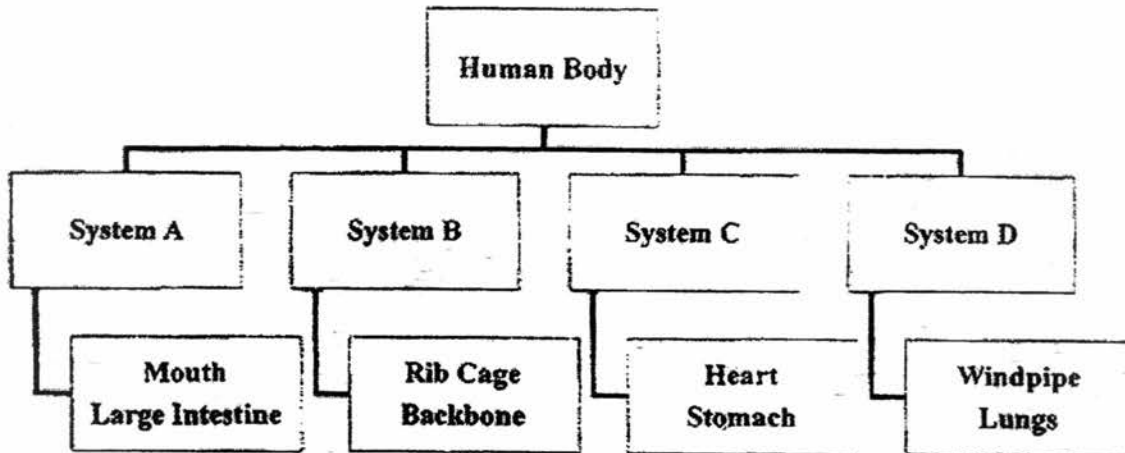 Human Body
System A
System B
System C
System D
Mouth
Large Intestine
Rib Cage
Backbone
Heart
Stomach
Windpipe
Lungs